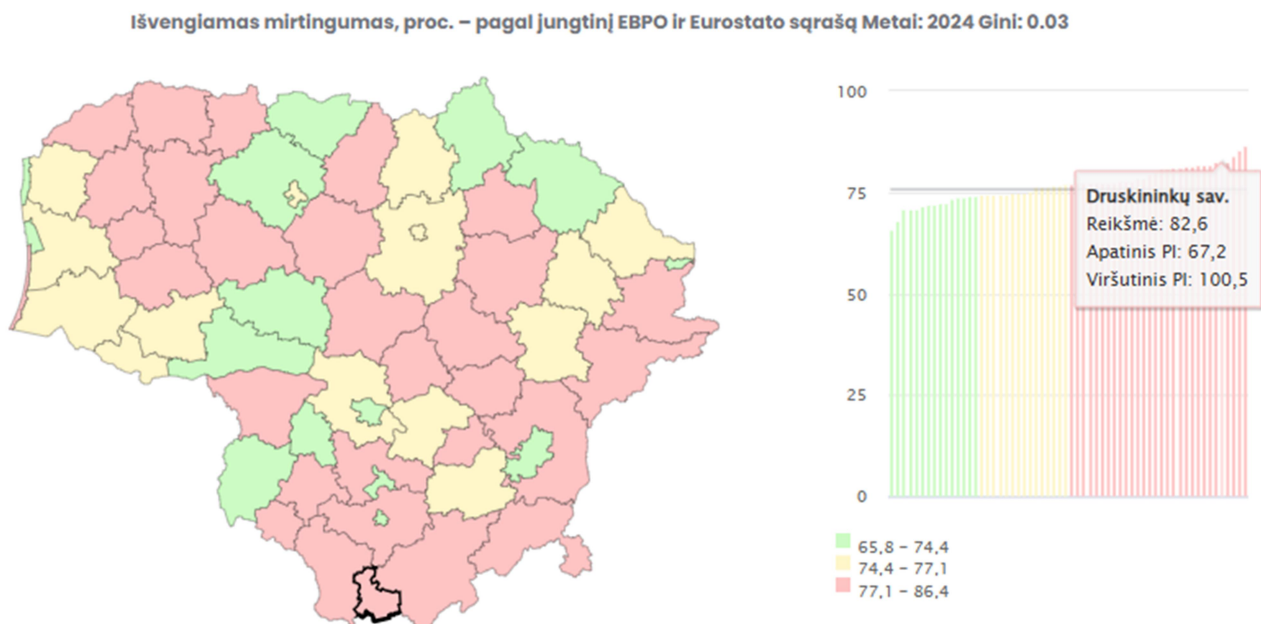 Išvengiamas mirtingumas, proc. – pagal jungtinį EBPO ir Eurostato sąrašą Metai: 2024 Gini: 0.03
100
75
50
25
0
Druskininkų sav.
Reikšmė: 82,6
Apatinis PI: 67,2
Viršutinis PI: 100,5
65,8 – 74,4
74,4 – 77,1
77,1 – 86,4